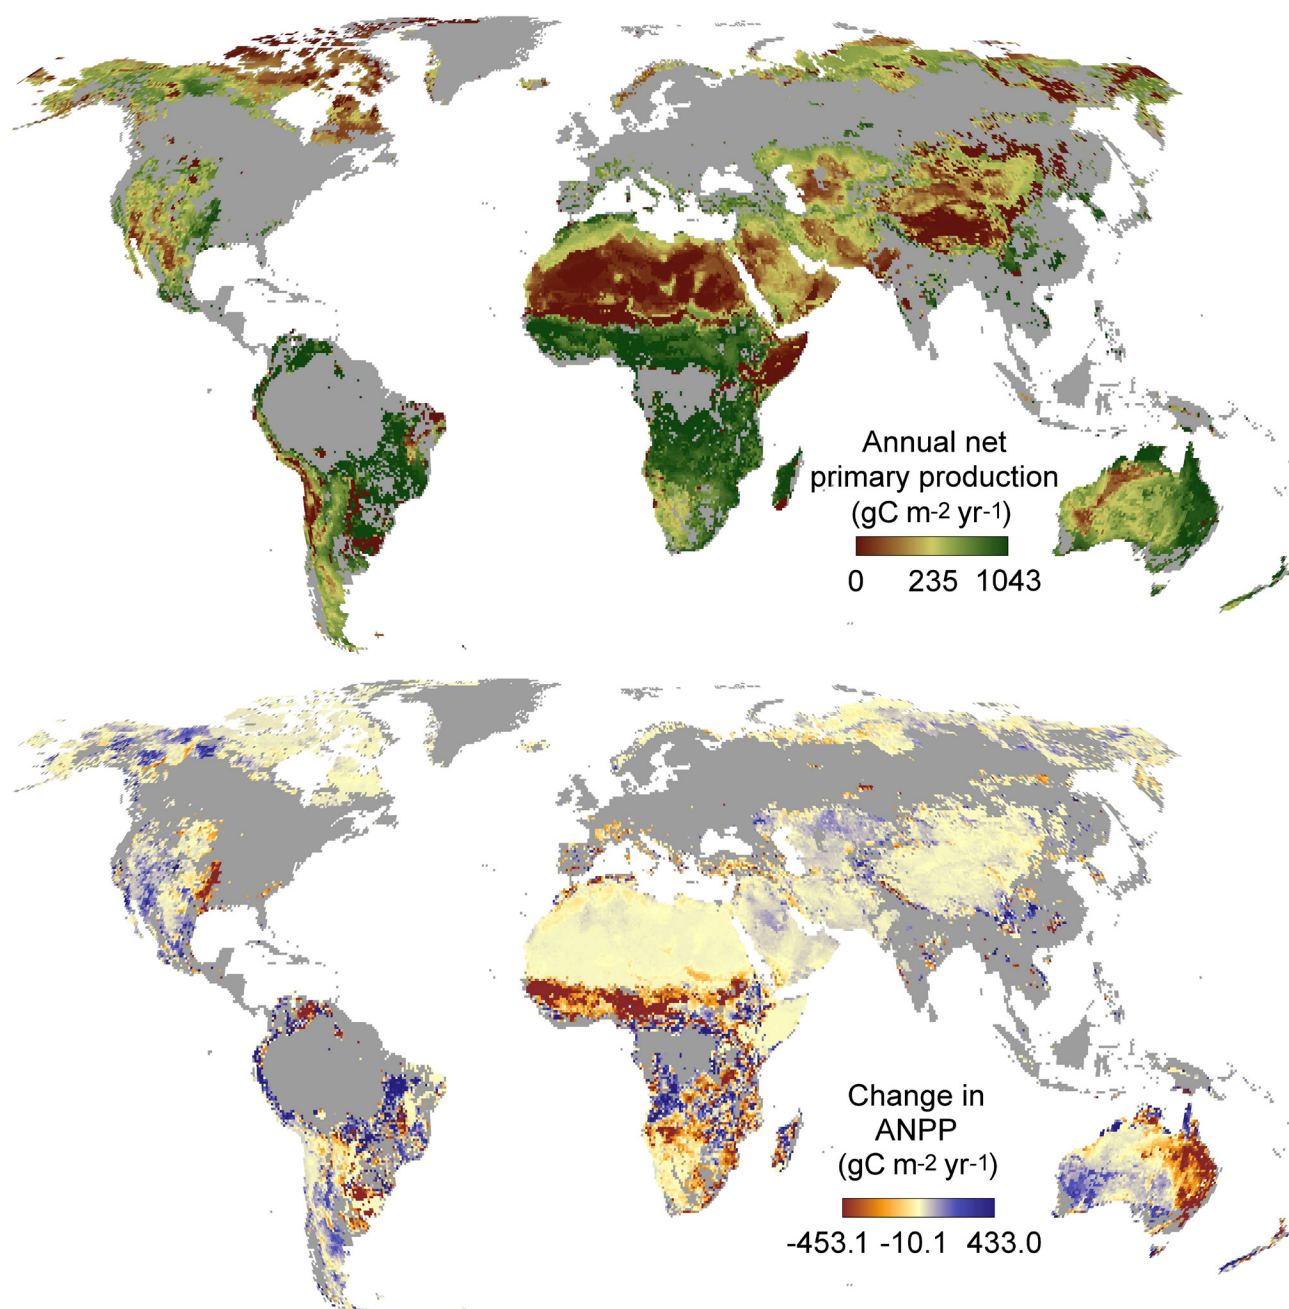 Annual net
primary production
(gC m-2 yr-1)
0 235 1043
Change in
ANPP
(gC m-2 yr-1)
-453.1 -10.1 433.0